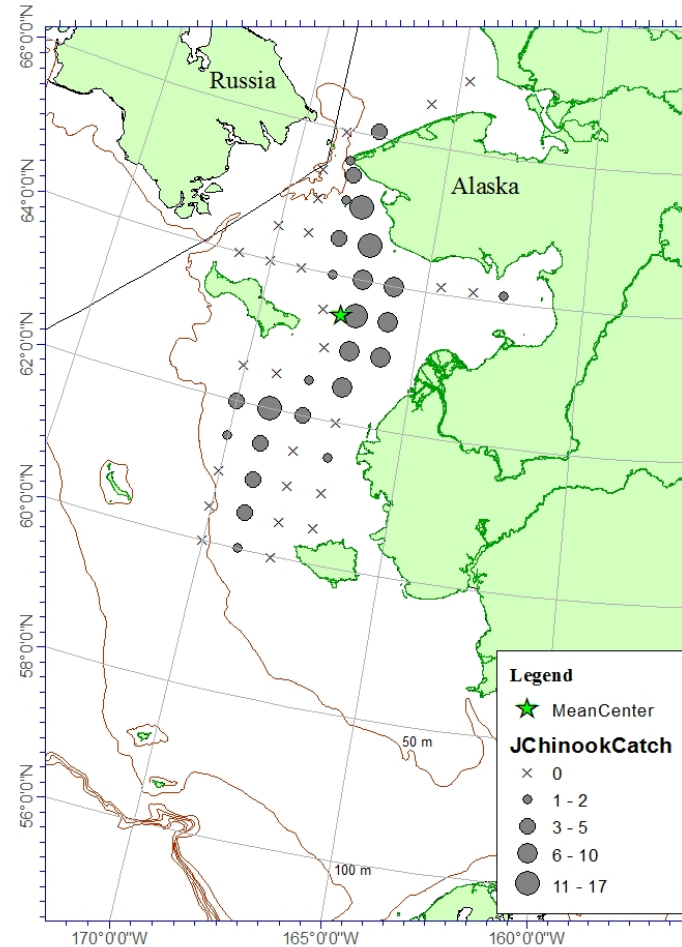 66°0'0"N
64°0'0"N
62°0'0"N
60°0'0"N
58°0'0"N
56°0'0"N
Russia
Alaska
50 m
100 m
Legend
MeanCenter
JChinookCatch
0
1 - 2
3 - 5
6 - 10
11 - 17
170°0'0"W
165°0'0"W
160°0'0"W